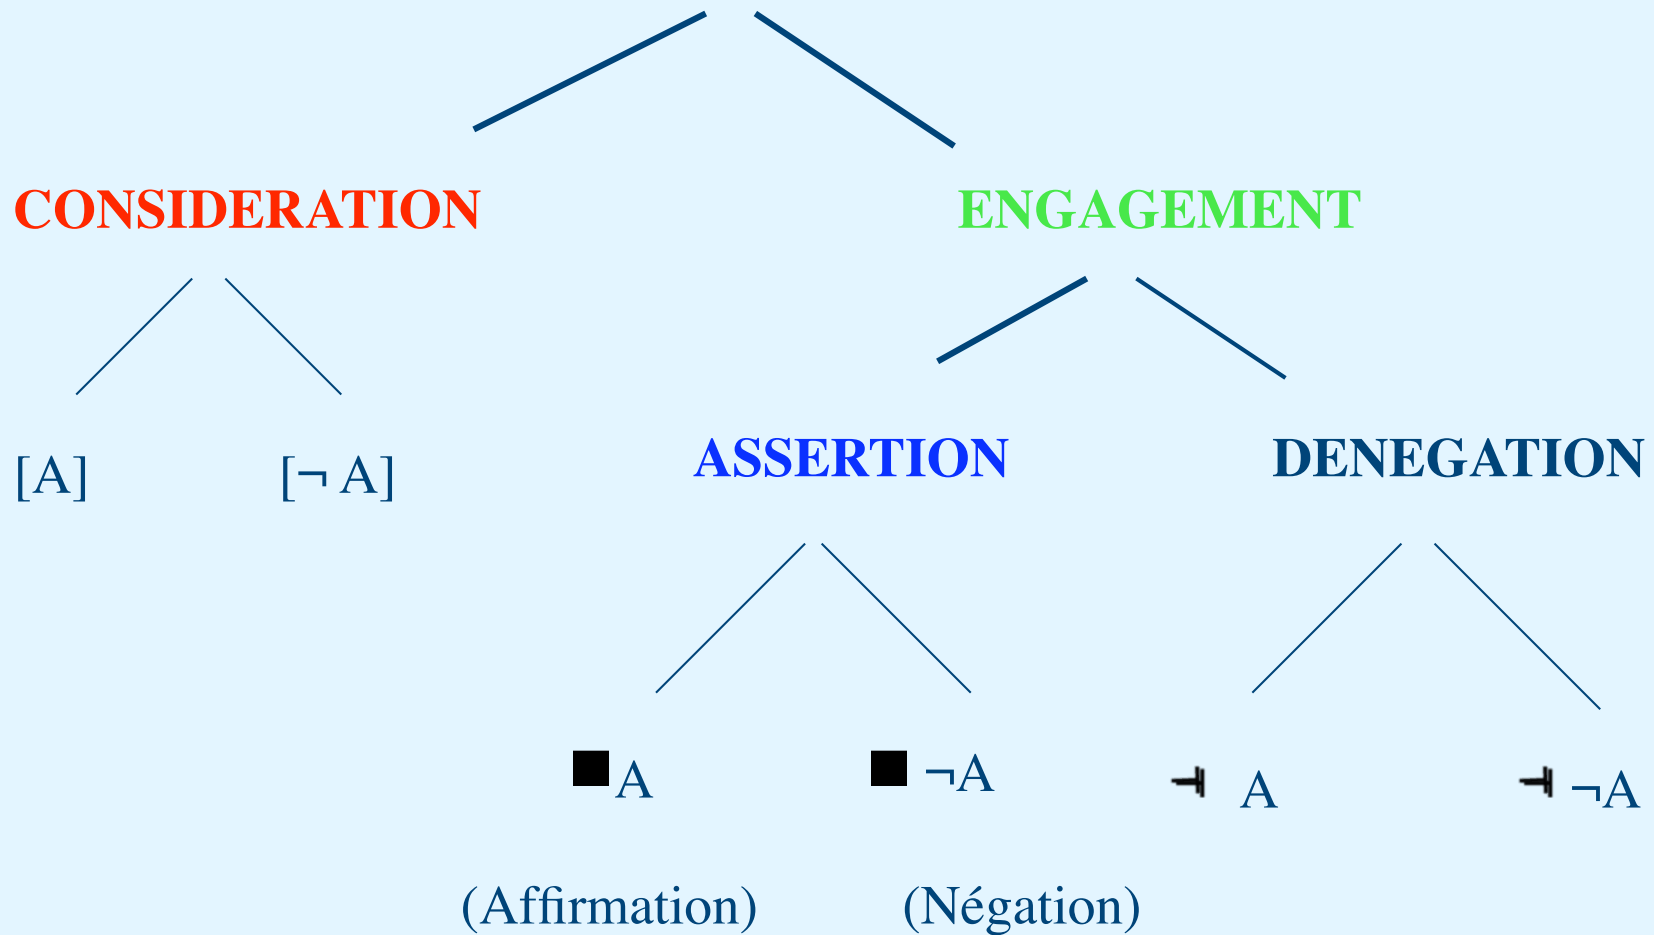 CONSIDERATION ENGAGEMENT
[A] [¬ A] ASSERTION DENEGATION
■ A ■ ¬A ⫣ A ⫣ ¬A
(Affirmation) (Négation)